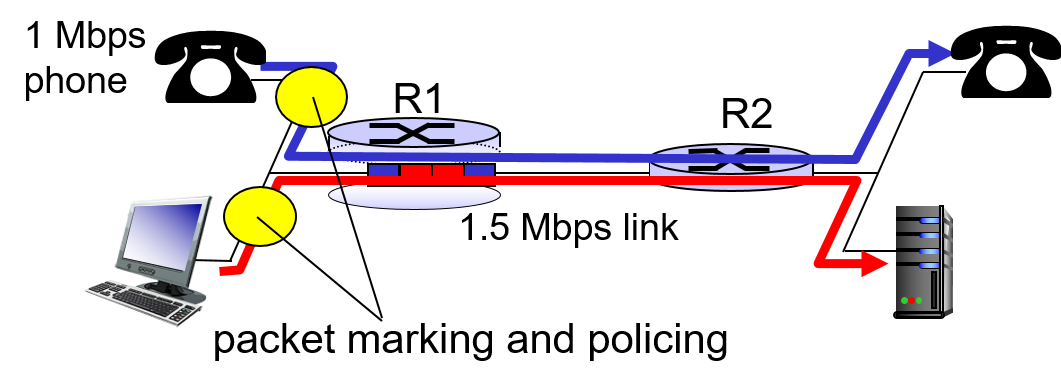 1 Mbps
phone
R1
R2
1.5 Mbps link
packet marking and policing